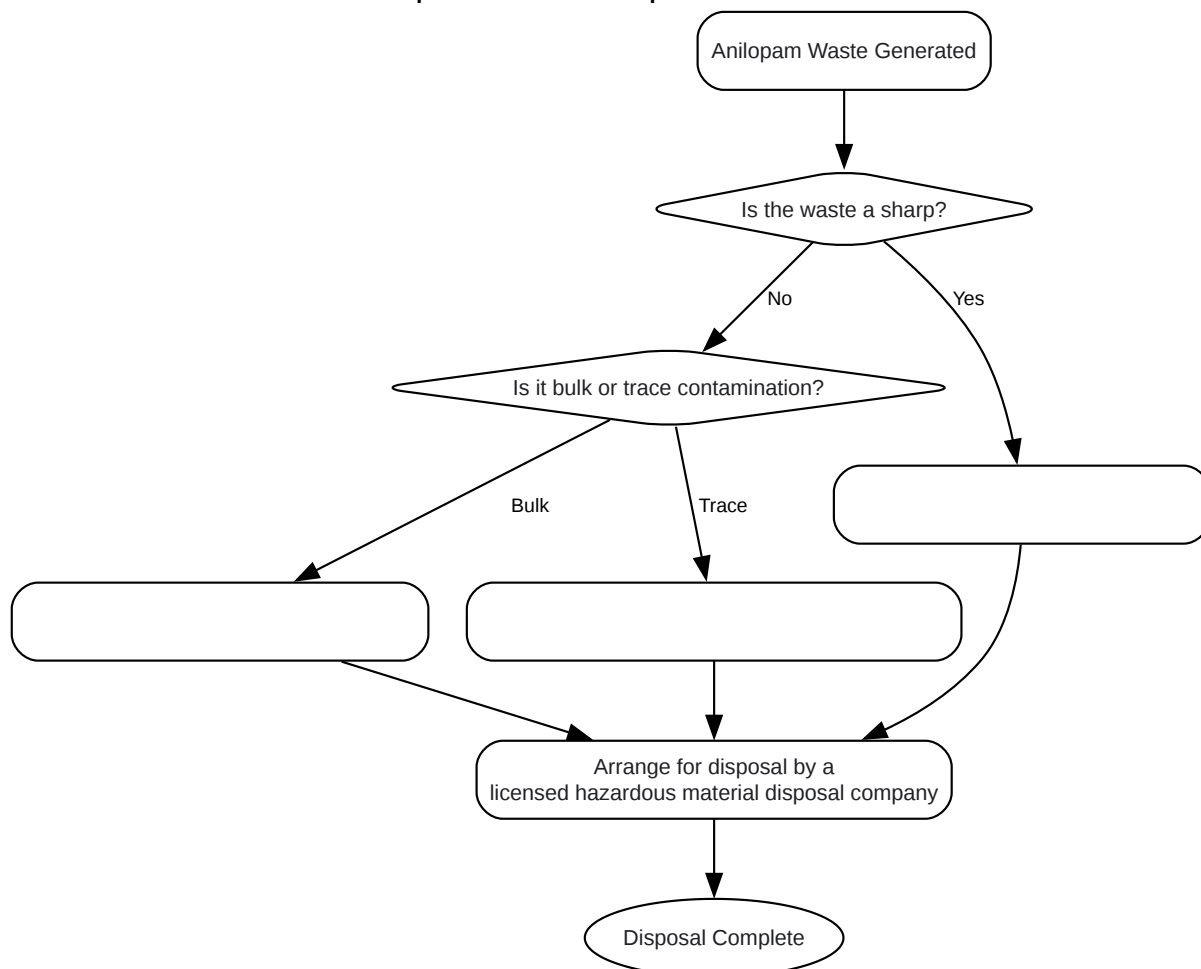 Anilopam Waste Generated
Is the waste a sharp?
No
Yes
Is it bulk or trace contamination?
Bulk
Trace
Arrange for disposal by a
licensed hazardous material disposal company
Disposal Complete